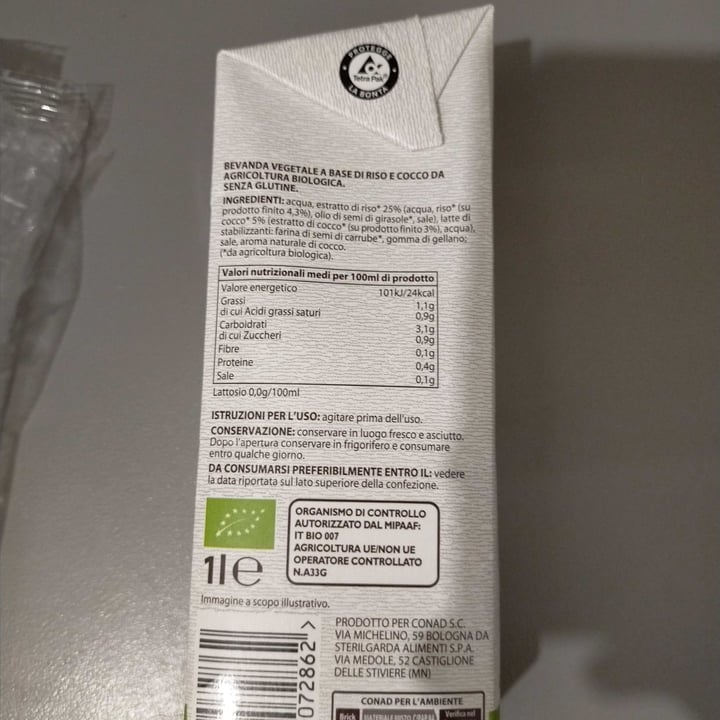 PROTEGGE
Tetra Pak®
LA BONTÀ
BEVANDA VEGETALE A BASE DI RISO E COCCO DA
AGRICOLTURA BIOLOGICA.
SENZA GLUTINE.
INGREDIENTI: acqua, estratto di riso* 25% (acqua, riso* (su
prodotto finito 4,3%), olio di semi di girasole*, sale), latte di
cocco* 5% (estratto di cocco* (su prodotto finito 3%), acqua),
stabilizzanti: farina di semi di carrube*, gomma di gellano;
sale, aroma naturale di cocco.
(*da agricoltura biologica).
Valori nutrizionali medi per 100ml di prodotto
Valore energetico 101kJ/24kcal
Grassi 1,1g
di cui Acidi grassi saturi 0,9g
Carboidrati 3,1g
di cui Zuccheri 0,9g
Fibre 0,1g
Proteine 0,4g
Sale 0,1g
Lattosio 0,0g/100ml
ISTRUZIONI PER L'USO: agitare prima dell'uso.
CONSERVAZIONE: conservare in luogo fresco e asciutto.
Dopo l'apertura conservare in frigorifero e consumare
entro qualche giorno.
DA CONSUMARSI PREFERIBILMENTE ENTRO IL: vedere
la data riportata sul lato superiore della confezione.
ORGANISMO DI CONTROLLO
AUTORIZZATO DAL MIPAAF:
IT BIO 007
AGRICOLTURA UE/NON UE
OPERATORE CONTROLLATO
N.A33G
1l e
Immagine a scopo illustrativo.
072862 >
PRODOTTO PER CONAD S.C.
VIA MICHELINO, 59 BOLOGNA DA
STERILGARDA ALIMENTI S.P.A.
VIA MEDOLE, 52 CASTIGLIONE
DELLE STIVIERE (MN)
CONAD PER L'AMBIENTE
Brick MATERIALE MISTO Verifica nel